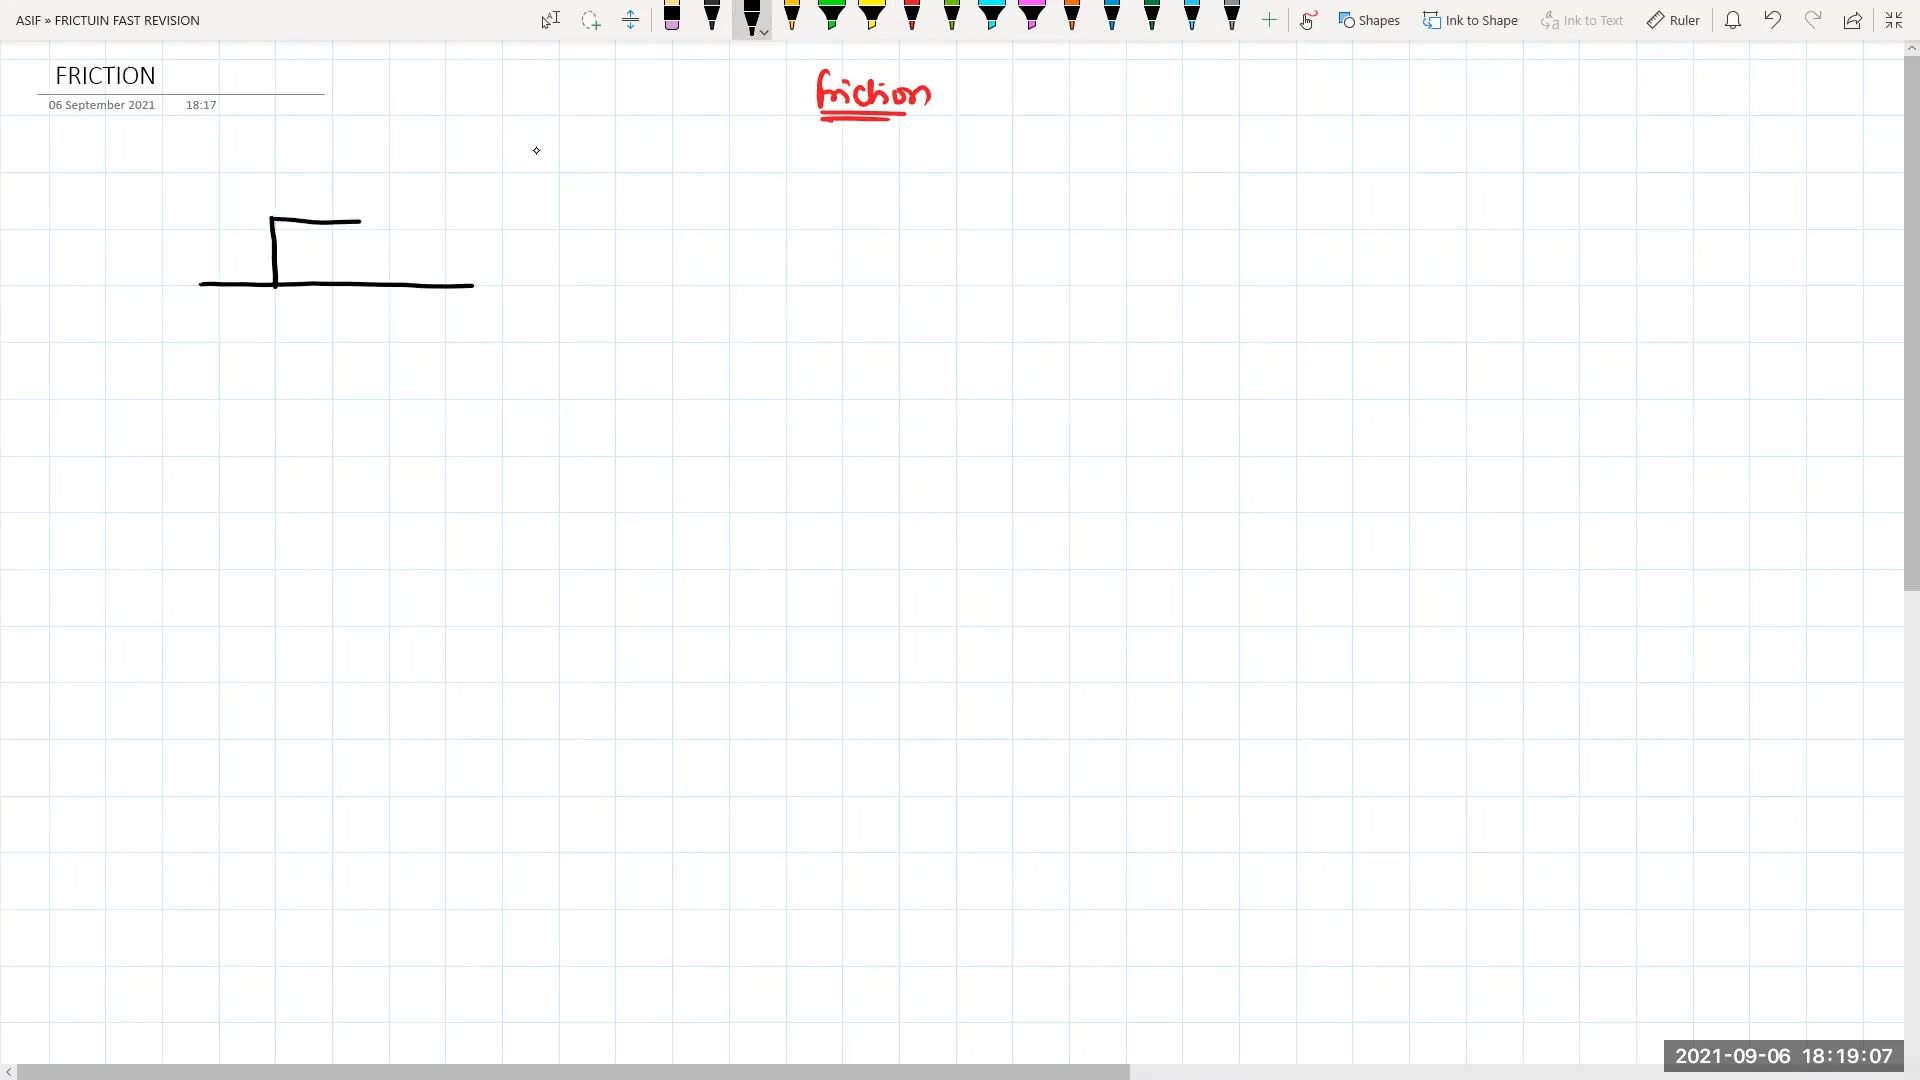 ASIF » FRICTUIN FAST REVISION
Shapes
Ink to Shape
Ink to Text
Ruler
FRICTION
06 September 2021 18:17
friction
2021-09-06 18:19:07